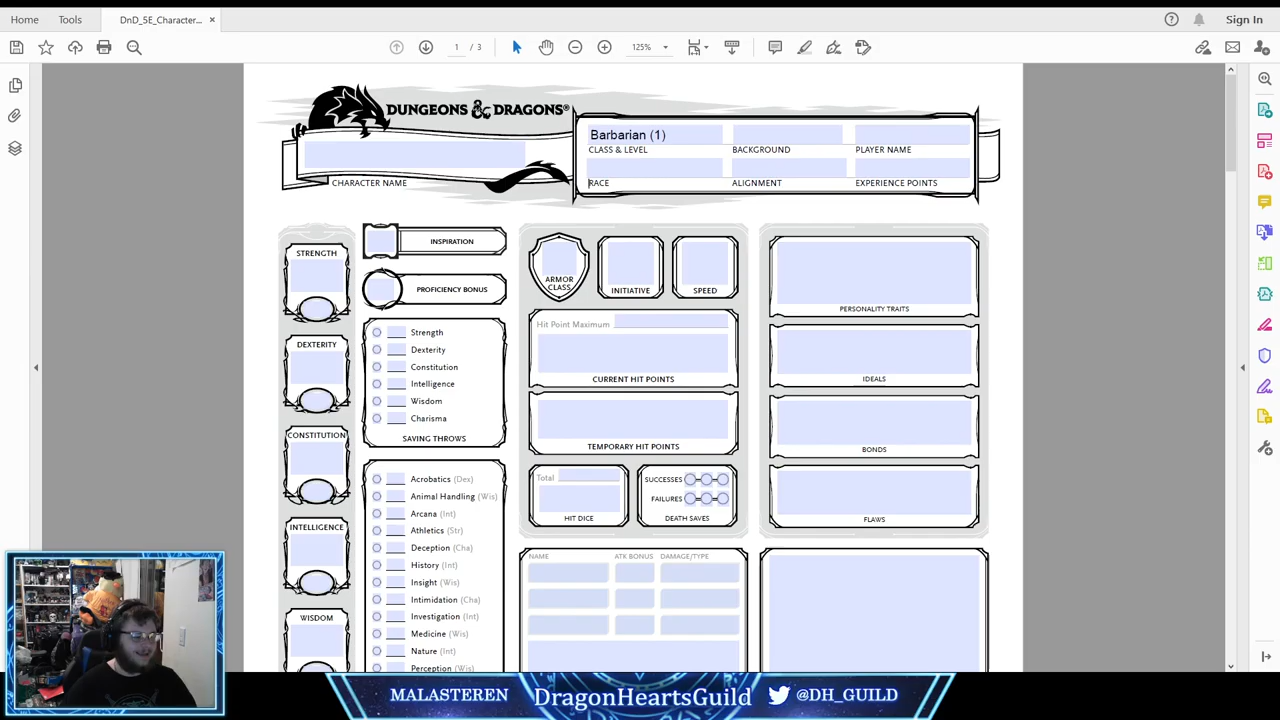 Home
Tools
DnD_5E_Character...
Sign In
1 / 3
125%
DUNGEONS & DRAGONS®
Barbarian (1)
CLASS & LEVEL
BACKGROUND
PLAYER NAME
CHARACTER NAME
RACE
ALIGNMENT
EXPERIENCE POINTS
STRENGTH
DEXTERITY
CONSTITUTION
INTELLIGENCE
WISDOM
INSPIRATION
PROFICIENCY BONUS
Strength
Dexterity
Constitution
Intelligence
Wisdom
Charisma
SAVING THROWS
Acrobatics (Dex)
Animal Handling (Wis)
Arcana (Int)
Athletics (Str)
Deception (Cha)
History (Int)
Insight (Wis)
Intimidation (Cha)
Investigation (Int)
Medicine (Wis)
Nature (Int)
Perception (Wis)
ARMOR
CLASS
INITIATIVE
SPEED
Hit Point Maximum
CURRENT HIT POINTS
TEMPORARY HIT POINTS
Total
HIT DICE
SUCCESSES
FAILURES
DEATH SAVES
NAME
ATK BONUS
DAMAGE/TYPE
PERSONALITY TRAITS
IDEALS
BONDS
FLAWS
MALASTEREN
DragonHeartsGuild
@DH_GUILD